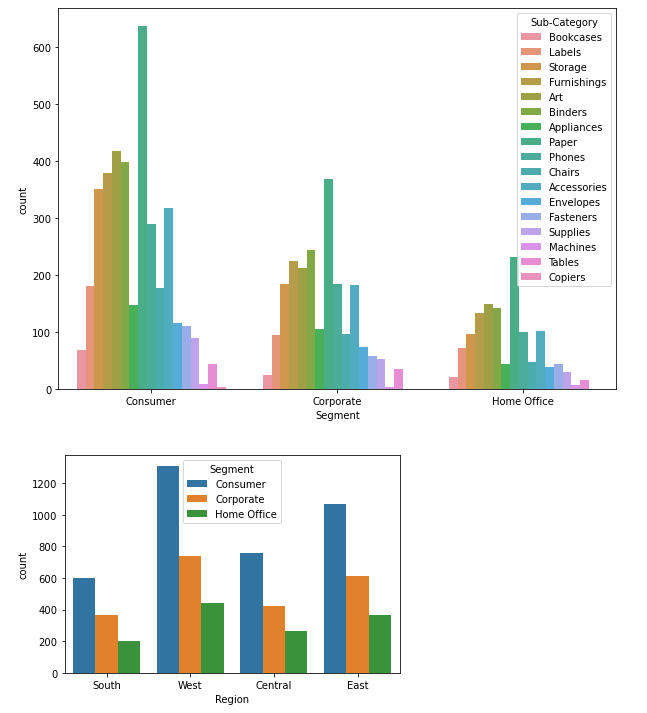 Sub-Category
Bookcases
Labels
Storage
Furnishings
Art
Binders
Appliances
Paper
Phones
Chairs
Accessories
Envelopes
Fasteners
Supplies
Machines
Tables
Copiers
600
500
400
300
200
100
0
count
Consumer Corporate Home Office
Segment
Segment
Consumer
Corporate
Home Office
1200
1000
800
600
400
200
0
count
South West Central East
Region